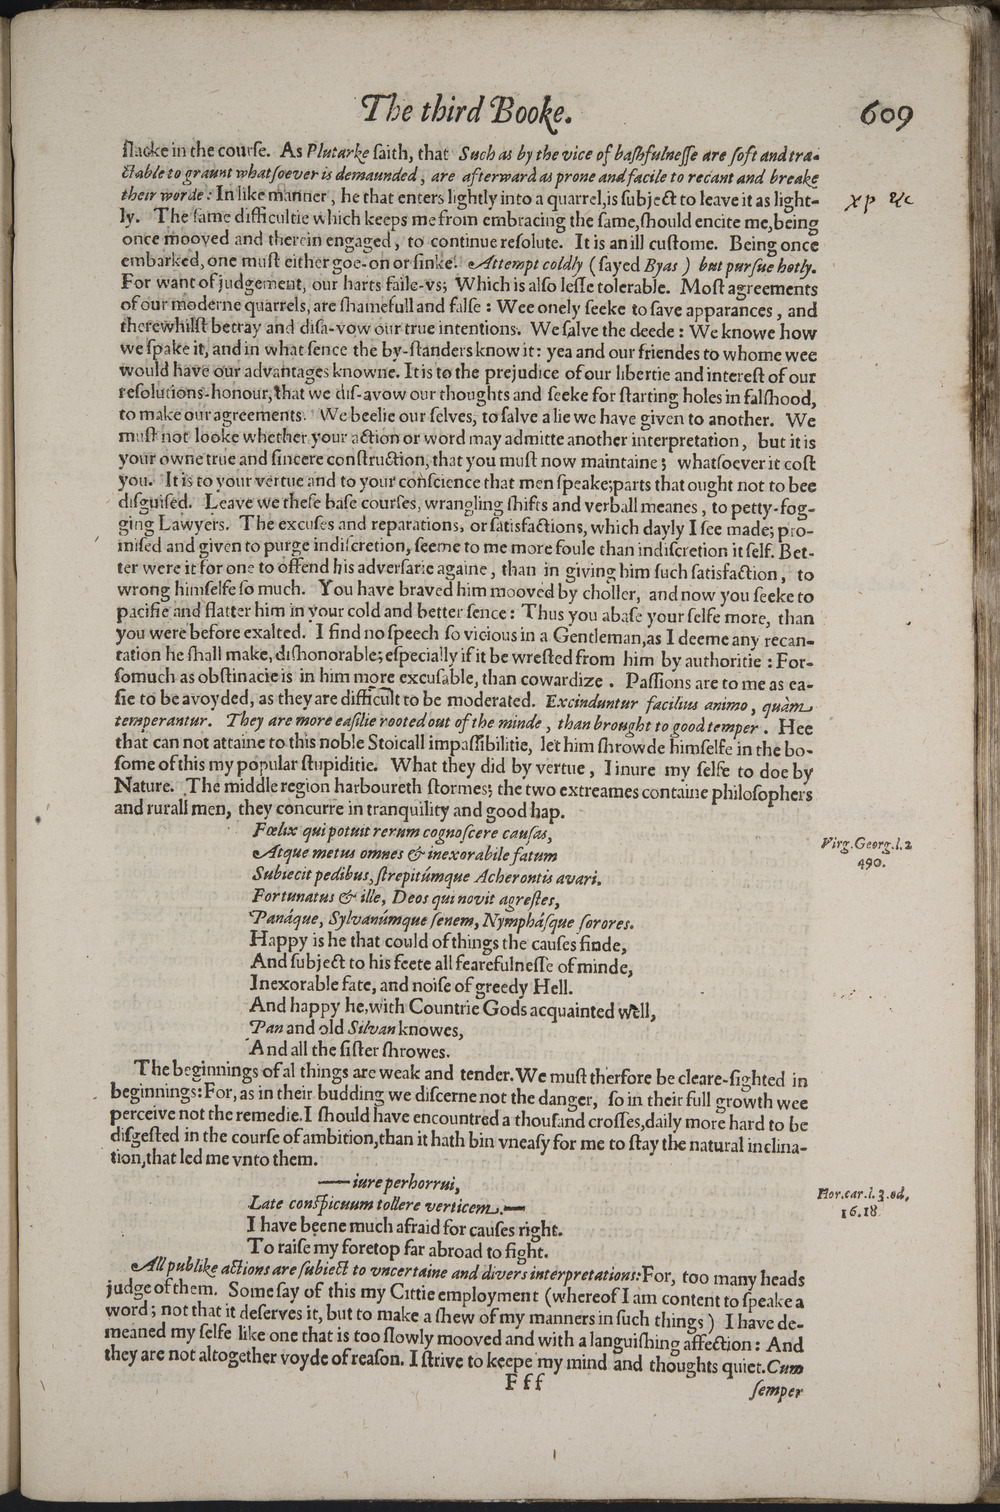 The third Booke. 609
ſlacke in the courſe. As Plutarke ſaith, that Such as by the vice of baſhfulneſſe are ſoft and tra-
ctable to graunt whatſoever is demaunded, are afterward as prone and facile to recant and breake
their worde: In like manner, he that enters lightly into a quarrel, is ſubject to leave it as light-
ly. The ſame difficultie which keeps me from embracing the ſame, ſhould encite me, being
once mooved and therein engaged, to continue reſolute. It is an ill cuſtome. Being once
embarked, one muſt either goe-on or ſinke. Attempt coldly (ſayed Byas) but purſue hotly.
For want of judgement, our harts faile-vs; Which is alſo leſſe tolerable. Moſt agreements
of our moderne quarrels, are ſhamefull and falſe: Wee onely ſeeke to ſave apparances, and
therewhilſt betray and diſa-vow our true intentions. We ſalve the deede: We knowe how
we ſpake it, and in what ſence the by-ſtanders know it: yea and our friendes to whome wee
would have our advantages knowne. It is to the prejudice of our libertie and intereſt of our
reſolutions-honour, that we diſ-avow our thoughts and ſeeke for ſtarting holes in falſhood,
to make our agreements. We beelie our ſelves, to ſalve a lie we have given to another. We
muſt not looke whether your action or word may admitte another interpretation, but it is
your owne true and ſincere conſtruction, that you muſt now maintaine; whatſoever it coſt
you. It is to your vertue and to your conſcience that men ſpeake; parts that ought not to bee
diſguiſed. Leave we theſe baſe courſes, wrangling ſhifts and verball meanes, to petty-fog-
ging Lawyers. The excuſes and reparations, or ſatisfactions, which dayly I ſee made; pro-
miſed and given to purge indiſcretion, ſeeme to me more foule than indiſcretion it ſelf. Bet-
ter were it for one to offend his adverſarie againe, than in giving him ſuch ſatisfaction, to
wrong himſelfe ſo much. You have braved him mooved by choller, and now you ſeeke to
pacifie and flatter him in your cold and better ſence: Thus you abaſe your ſelfe more, than
you were before exalted. I find no ſpeech ſo vicious in a Gentleman, as I deeme any recan-
tation he ſhall make, diſhonorable; eſpecially if it be wreſted from him by authoritie: For-
ſomuch as obſtinacie is in him more excuſable, than cowardize. Paſſions are to me as ea-
ſie to be avoyded, as they are difficult to be moderated. Excinduntur facilius animo, quàm
temperantur. They are more eaſilie rooted out of the minde, than brought to good temper. Hee
that can not attaine to this noble Stoicall impaſſibilitie, let him ſhrowde himſelfe in the bo-
ſome of this my popular ſtupiditie. What they did by vertue, I inure my ſelfe to doe by
Nature. The middle region harboureth ſtormes; the two extreames containe philoſophers
and rurall men, they concurre in tranquility and good hap.
Fœlix qui potuit rerum cognoſcere cauſas,
Virg. Georg. l. 2
Atque metus omnes & inexorabile fatum
490.
Subiecit pedibus, ſtrepitúmque Acherontis avari.
Fortunatus & ille, Deos qui novit agreſtes,
Panáque, Sylvanúmque ſenem, Nymphâſque ſorores.
Happy is he that could of things the cauſes finde,
And ſubject to his feete all fearefulneſſe of minde,
Inexorable fate, and noiſe of greedy Hell.
And happy he, with Countrie Gods acquainted well,
Pan and old Silvan knowes,
And all the ſiſter ſhrowes.
The beginnings of al things are weak and tender. We muſt therfore be cleare-ſighted in
beginnings: For, as in their budding we diſcerne not the danger, ſo in their full growth wee
perceive not the remedie. I ſhould have encountred a thouſand croſſes, daily more hard to be
diſgeſted in the courſe of ambition, than it hath bin vneaſy for me to ſtay the natural inclina-
tion, that led me vnto them.
—iure perhorrui,
Hor. car. l. 3. od,
Late conſpicuum tollere verticem.—
16.18
I have beene much afraid for cauſes right.
To raiſe my foretop far abroad to fight.
All publike actions are ſubiect to vncertaine and divers interpretations: For, too many heads
judge of them. Some ſay of this my Cittie employment (whereof I am content to ſpeake a
word; not that it deſerves it, but to make a ſhew of my manners in ſuch things) I have de-
meaned my ſelfe like one that is too ſlowly mooved and with a languiſhing affection: And
they are not altogether voyde of reaſon. I ſtrive to keepe my mind and thoughts quiet. Cum
Fff ſemper